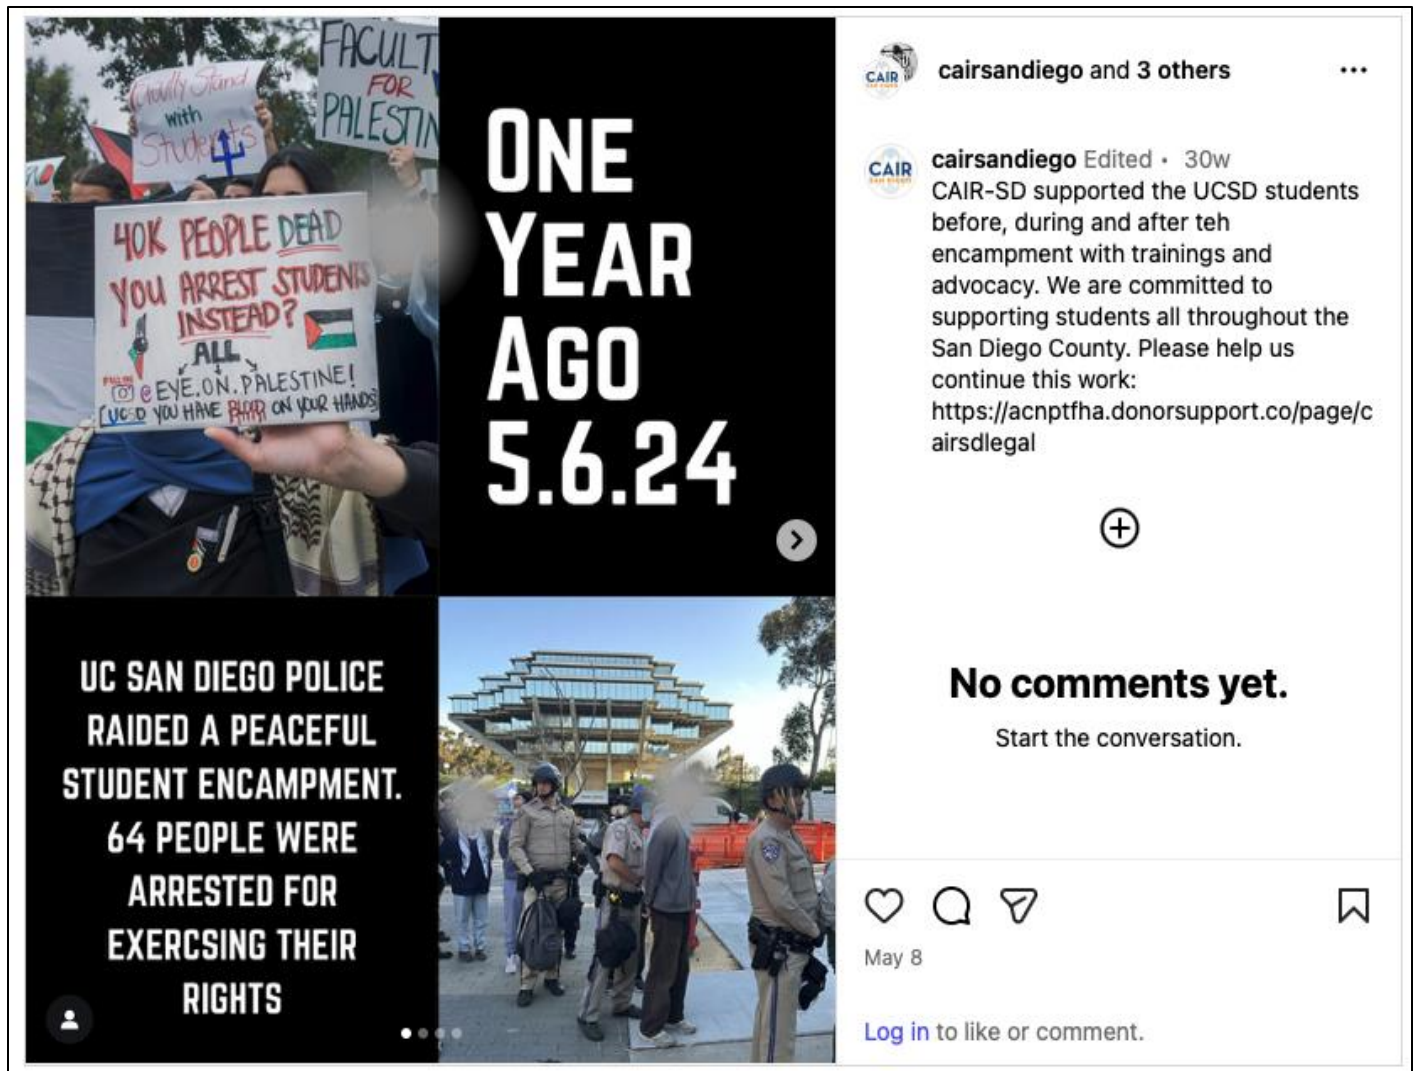 Proudly Stand
with
Students
FACULT
FOR
PALESTIN
40K PEOPLE DEAD
YOU ARREST STUDENTS
INSTEAD?
ALL
@EYE.ON.PALESTINE!
[UCSD YOU HAVE BLOOD ON YOUR HANDS]
ONE
YEAR
AGO
5.6.24
UC SAN DIEGO POLICE
RAIDED A PEACEFUL
STUDENT ENCAMPMENT.
64 PEOPLE WERE
ARRESTED FOR
EXERCSING THEIR
RIGHTS
CAIR
cairsandiego and 3 others
CAIR
cairsandiego Edited • 30w
CAIR-SD supported the UCSD students
before, during and after teh
encampment with trainings and
advocacy. We are committed to
supporting students all throughout the
San Diego County. Please help us
continue this work:
https://acnptfha.donorsupport.co/page/c
airsdlegal
No comments yet.
Start the conversation.
May 8
Log in to like or comment.